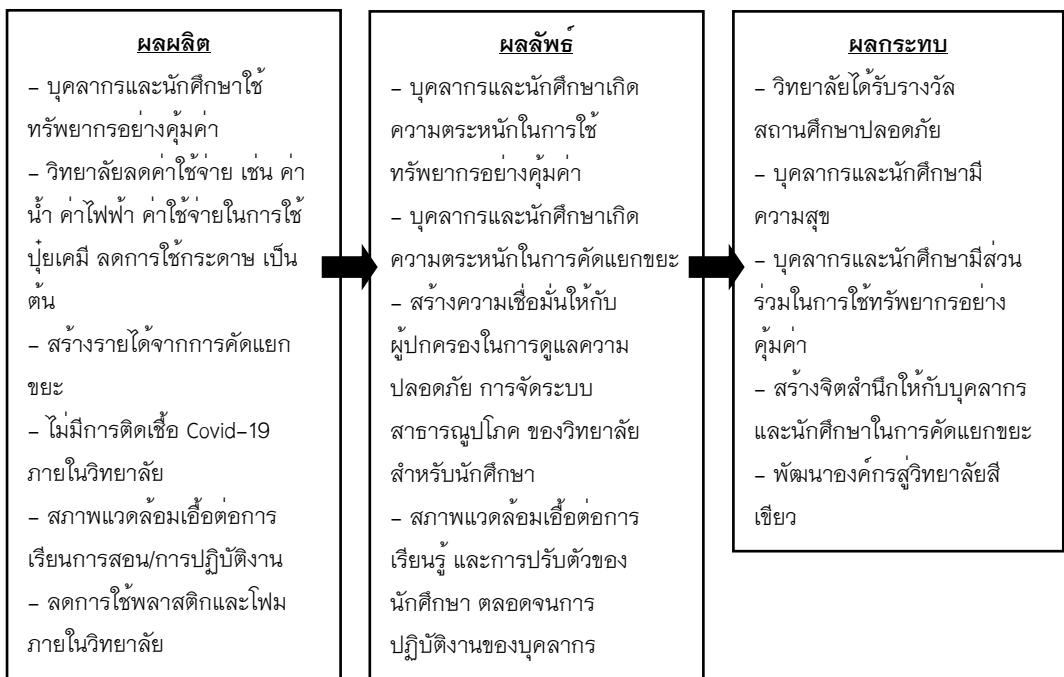 ผลผลิต
– บุคลากรและนักศึกษาใช้
ทรัพยากรอย่างคุ้มค่า
– วิทยาลัยลดค่าใช้จ่าย เช่น ค่า
น้ำ ค่าไฟฟ้า ค่าใช้จ่ายในการใช้
ปุ๋ยเคมี ลดการใช้กระดาษ เป็น
ต้น
– สร้างรายได้จากการคัดแยก
ขยะ
– ไม่มีการติดเชื้อ Covid–19
ภายในวิทยาลัย
– สภาพแวดล้อมเอื้อต่อการ
เรียนการสอน/การปฏิบัติงาน
– ลดการใช้พลาสติกและโฟม
ภายในวิทยาลัย
ผลลัพธ์
– บุคลากรและนักศึกษาเกิด
ความตระหนักในการใช้
ทรัพยากรอย่างคุ้มค่า
– บุคลากรและนักศึกษาเกิด
ความตระหนักในการคัดแยกขยะ
– สร้างความเชื่อมั่นให้กับ
ผู้ปกครองในการดูแลความ
ปลอดภัย การจัดระบบ
สาธารณูปโภค ของวิทยาลัย
สำหรับนักศึกษา
– สภาพแวดล้อมเอื้อต่อการ
เรียนรู้ และการปรับตัวของ
นักศึกษา ตลอดจนการ
ปฏิบัติงานของบุคลากร
ผลกระทบ
– วิทยาลัยได้รับรางวัล
สถานศึกษาปลอดภัย
– บุคลากรและนักศึกษามี
ความสุข
– บุคลากรและนักศึกษามีส่วน
ร่วมในการใช้ทรัพยากรอย่าง
คุ้มค่า
– สร้างจิตสำนึกให้กับบุคลากร
และนักศึกษาในการคัดแยกขยะ
– พัฒนาองค์กรสู่วิทยาลัยสี
เขียว